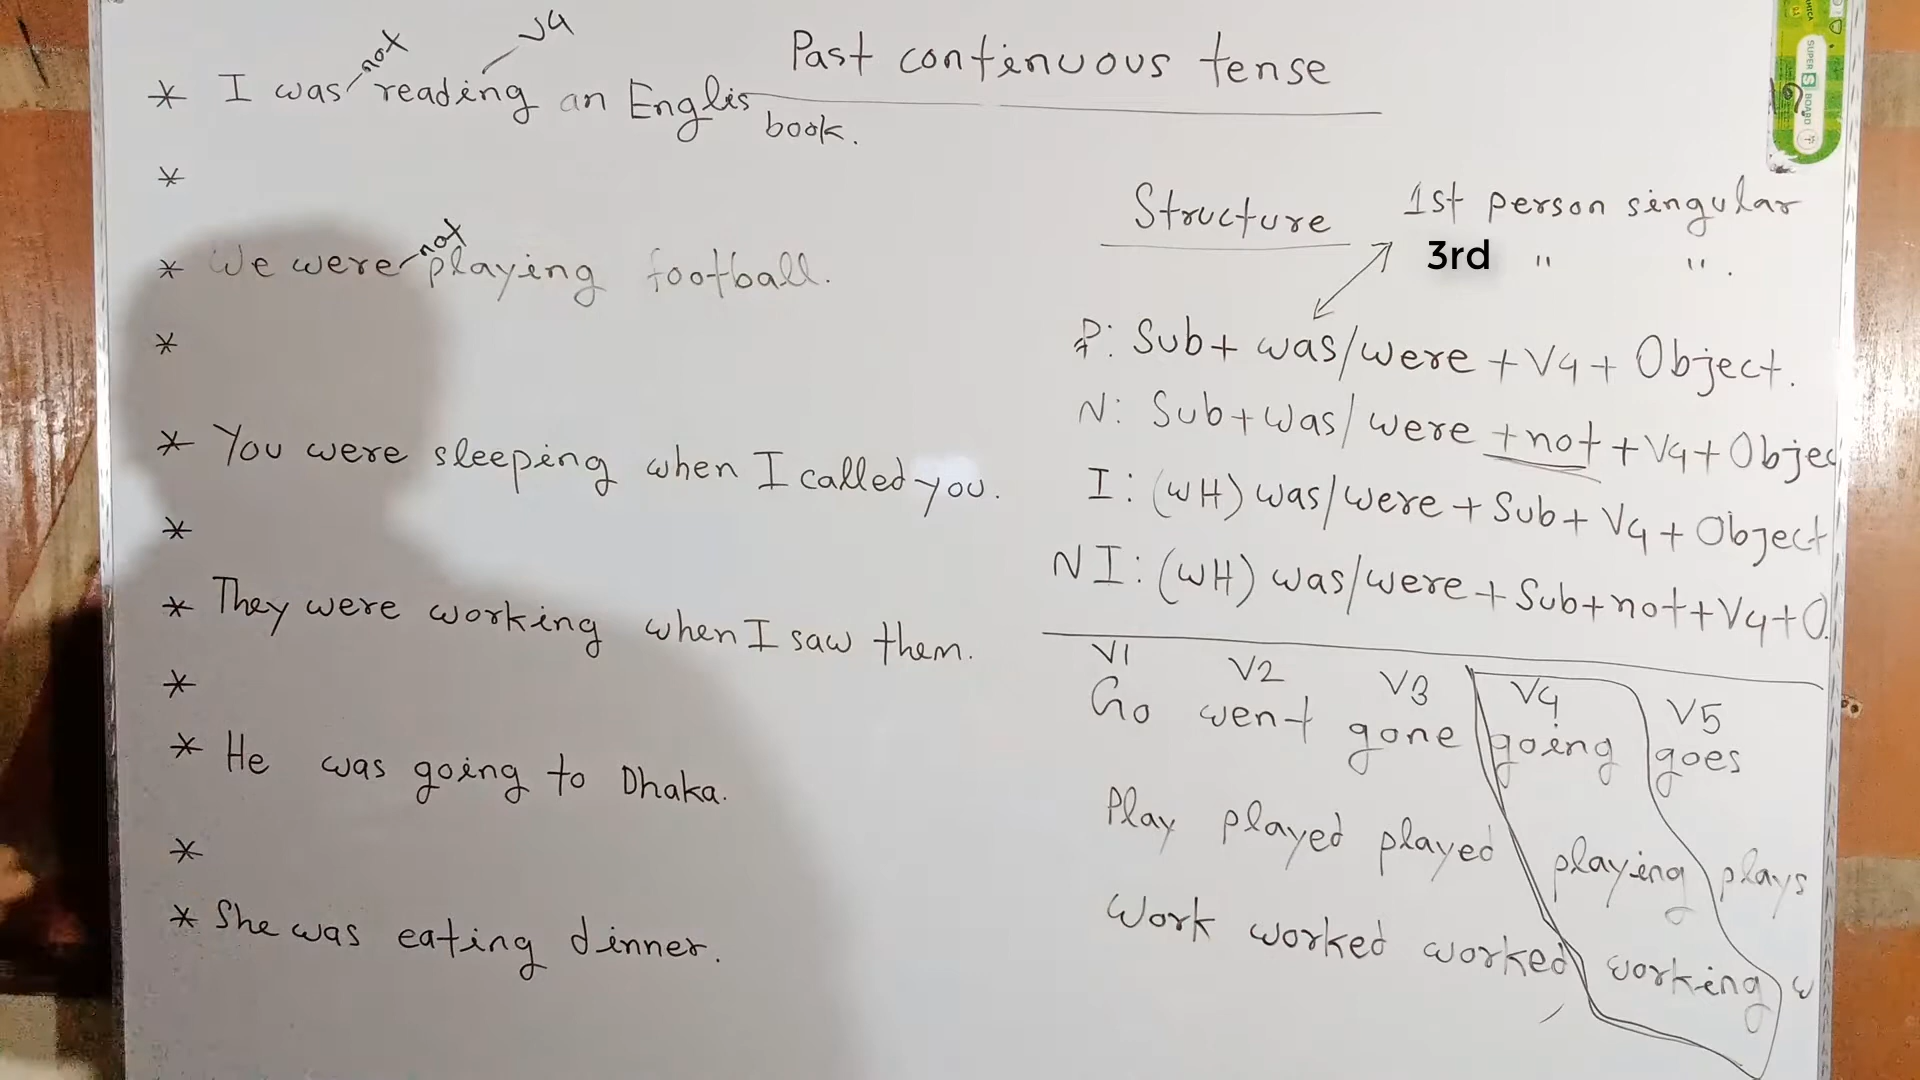 Past continuous tense
V4
not
* I was reading an Englis
book.
*
not
* We were playing football.
*
* You were sleeping when I called you.
*
* They were working when I saw them.
*
* He was going to Dhaka.
*
* She was eating dinner.
Structure
1st person singular
3rd " " .
P: Sub + was/were + V4 + Object.
N: Sub + was/were + not + V4 + Objec
I: (WH) was/were + Sub + V4 + Object
NI: (WH) was/were + Sub + not + V4 + O.
V1 V2 V3 V4 V5
Go went gone going goes
Play played played playing plays
Work worked worked working w
SUPER S BOARD